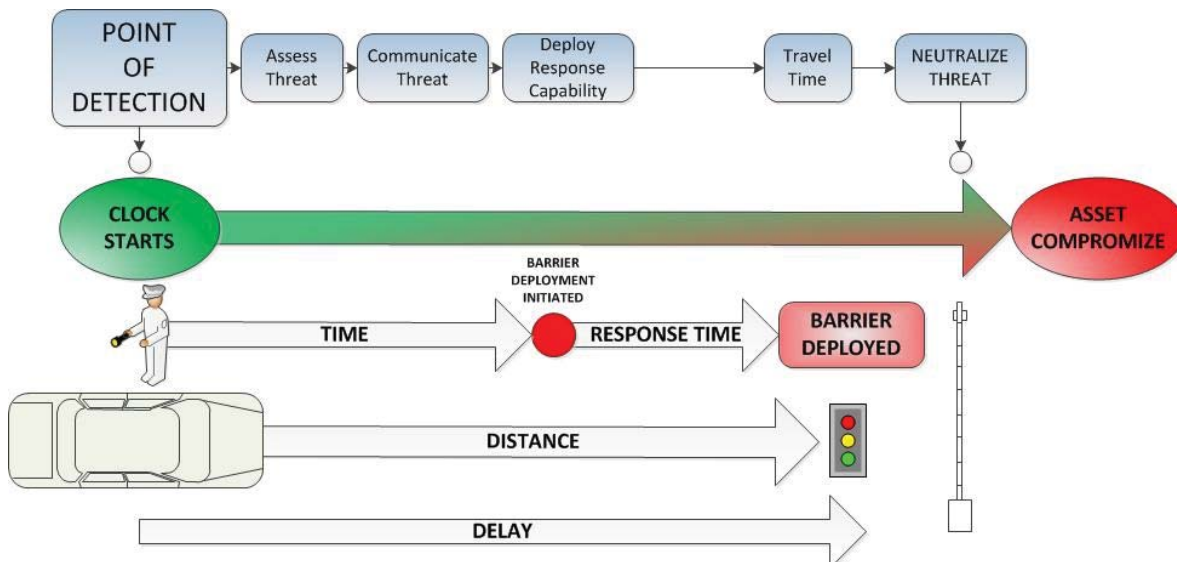 POINT
OF
DETECTION
Assess
Threat
Communicate
Threat
Deploy
Response
Capability
Travel
Time
NEUTRALIZE
THREAT
CLOCK
STARTS
ASSET
COMPROMIZE
BARRIER
DEPLOYMENT
INITIATED
TIME
RESPONSE TIME
BARRIER
DEPLOYED
DISTANCE
DELAY